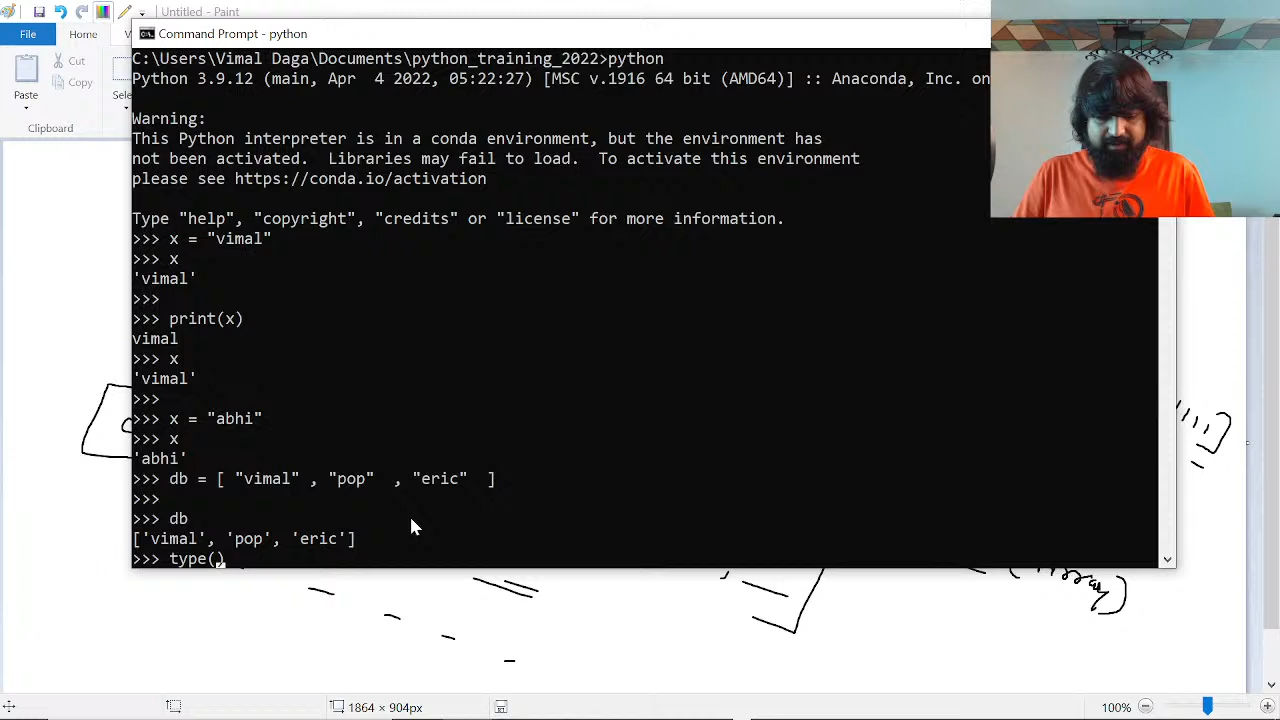 Untitled - Paint
File
Home
V
Cut
Copy
Paste
Selec
Clipboard
Command Prompt - python
C:\Users\Vimal Daga\Documents\python_training_2022>python
Python 3.9.12 (main, Apr  4 2022, 05:22:27) [MSC v.1916 64 bit (AMD64)] :: Anaconda, Inc. on
Warning:
This Python interpreter is in a conda environment, but the environment has
not been activated.  Libraries may fail to load.  To activate this environment
please see https://conda.io/activation
Type "help", "copyright", "credits" or "license" for more information.
>>> x = "vimal"
>>> x
'vimal'
>>>
>>> print(x)
vimal
>>> x
'vimal'
>>>
>>> x = "abhi"
>>> x
'abhi'
>>> db = [ "vimal" , "pop"  , "eric"  ]
>>>
>>> db
['vimal', 'pop', 'eric']
>>> type()
1864 × 904px
100%